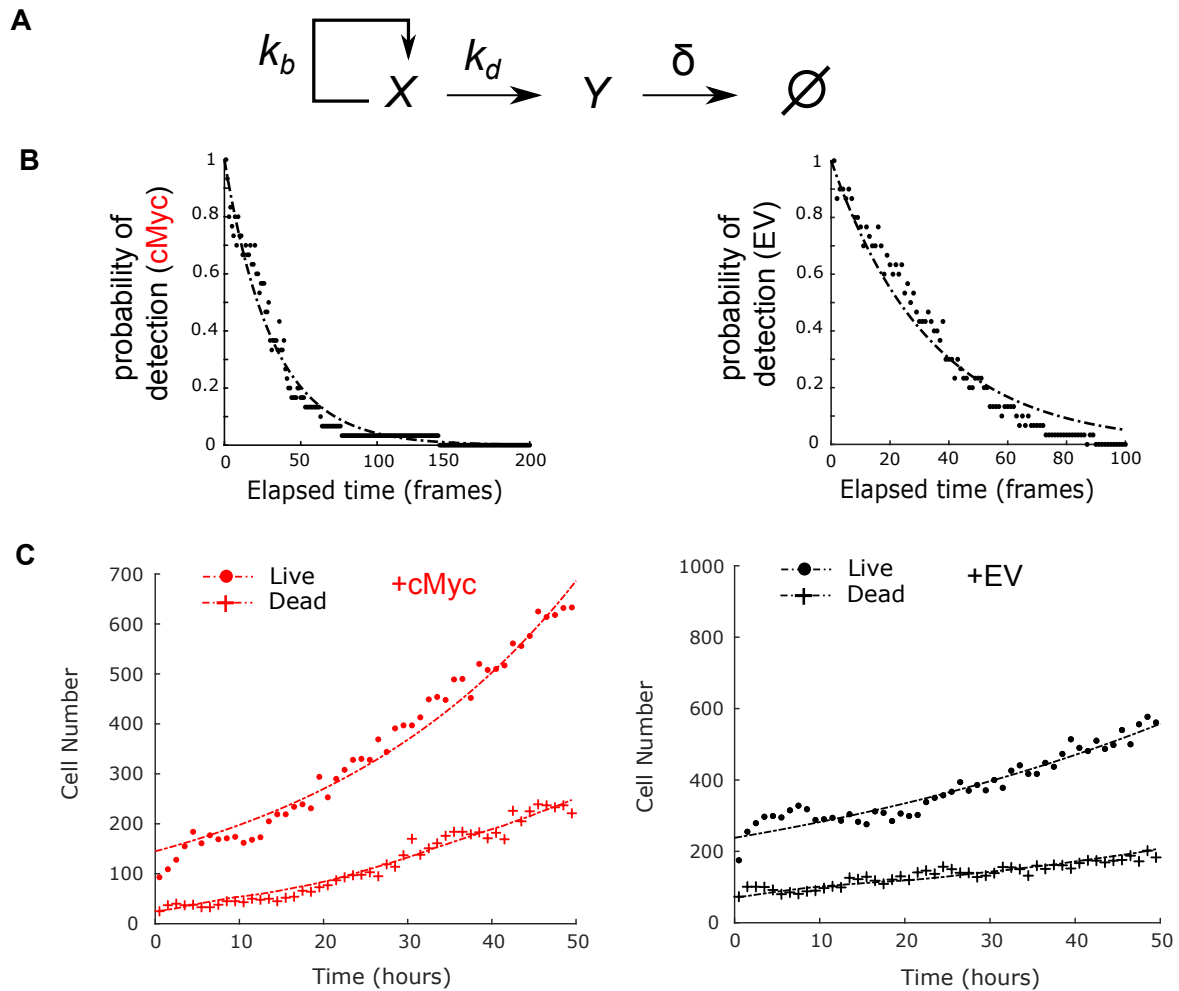 A
k_b X k_d Y δ ∅
B
probability of detection (cMyc)
1
0.8
0.6
0.4
0.2
0
0 50 100 150 200
Elapsed time (frames)
probability of detection (EV)
1
0.8
0.6
0.4
0.2
0
0 20 40 60 80 100
Elapsed time (frames)
C
Live
Dead
+cMyc
Cell Number
700
600
500
400
300
200
100
0
0 10 20 30 40 50
Time (hours)
Live
Dead
+EV
Cell Number
1000
800
600
400
200
0
0 10 20 30 40 50
Time (hours)